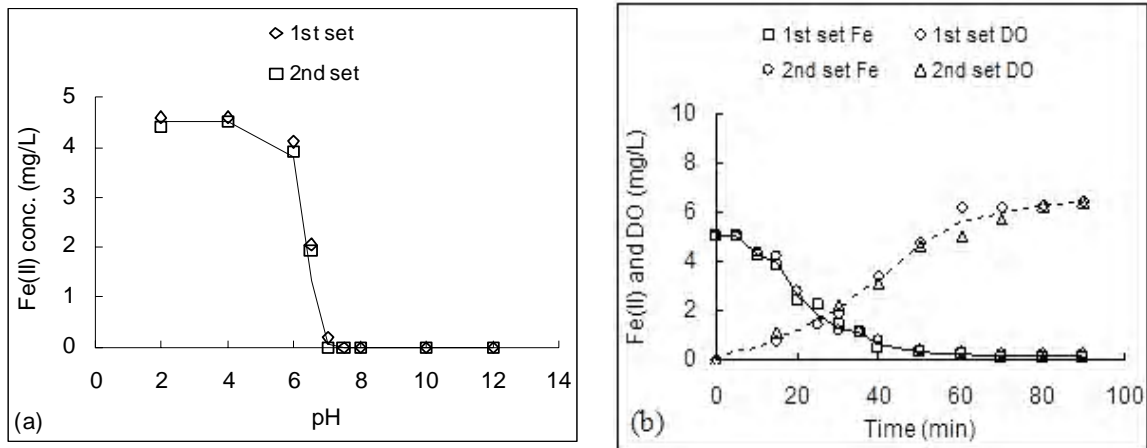 1st set
2nd set
Fe(II) conc. (mg/L)
5
4
3
2
1
0
0 2 4 6 8 10 12 14
pH
(a)
1st set Fe 1st set DO
2nd set Fe 2nd set DO
Fe(II) and DO (mg/L)
10
8
6
4
2
0
0 20 40 60 80 100
Time (min)
(b)